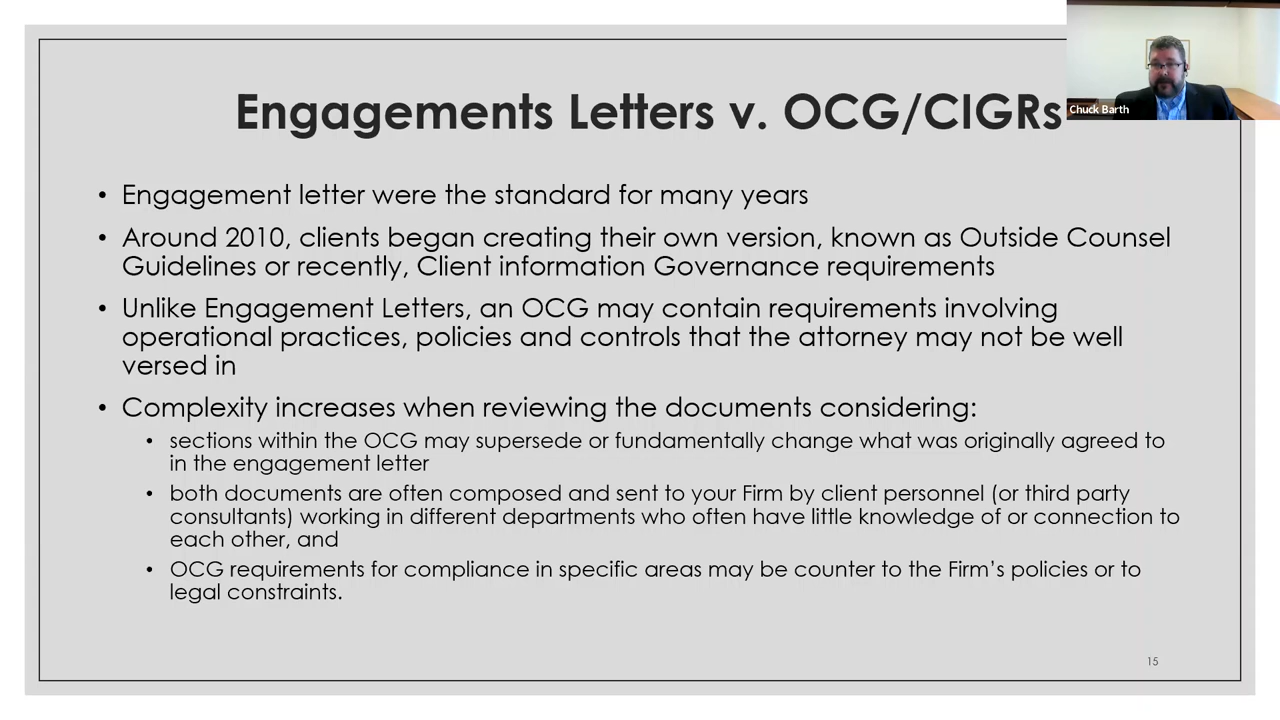 Engagements Letters v. OCG/CIGRs
Chuck Barth
• Engagement letter were the standard for many years
• Around 2010, clients began creating their own version, known as Outside Counsel
Guidelines or recently, Client information Governance requirements
• Unlike Engagement Letters, an OCG may contain requirements involving
operational practices, policies and controls that the attorney may not be well
versed in
• Complexity increases when reviewing the documents considering:
• sections within the OCG may supersede or fundamentally change what was originally agreed to
in the engagement letter
• both documents are often composed and sent to your Firm by client personnel (or third party
consultants) working in different departments who often have little knowledge of or connection to
each other, and
• OCG requirements for compliance in specific areas may be counter to the Firm’s policies or to
legal constraints.
15